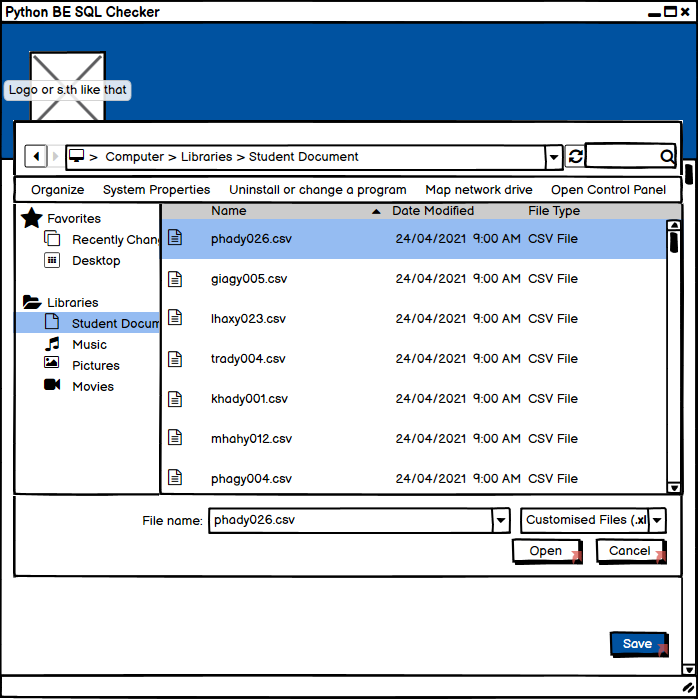 Python BE SQL Checker
Logo or s.th like that
> Computer > Libraries > Student Document
Organize System Properties Uninstall or change a program Map network drive Open Control Panel
Name Date Modified File Type
Favorites
Recently Chan
Desktop
Libraries
Student Docum
Music
Pictures
Movies
phady026.csv 24/04/2021 9:00 AM CSV File
giagy005.csv 24/04/2021 9:00 AM CSV File
lhaxy023.csv 24/04/2021 9:00 AM CSV File
trady004.csv 24/04/2021 9:00 AM CSV File
khady001.csv 24/04/2021 9:00 AM CSV File
mhahy012.csv 24/04/2021 9:00 AM CSV File
phagy004.csv 24/04/2021 9:00 AM CSV File
File name: phady026.csv Customised Files (.xl
Open Cancel
Save